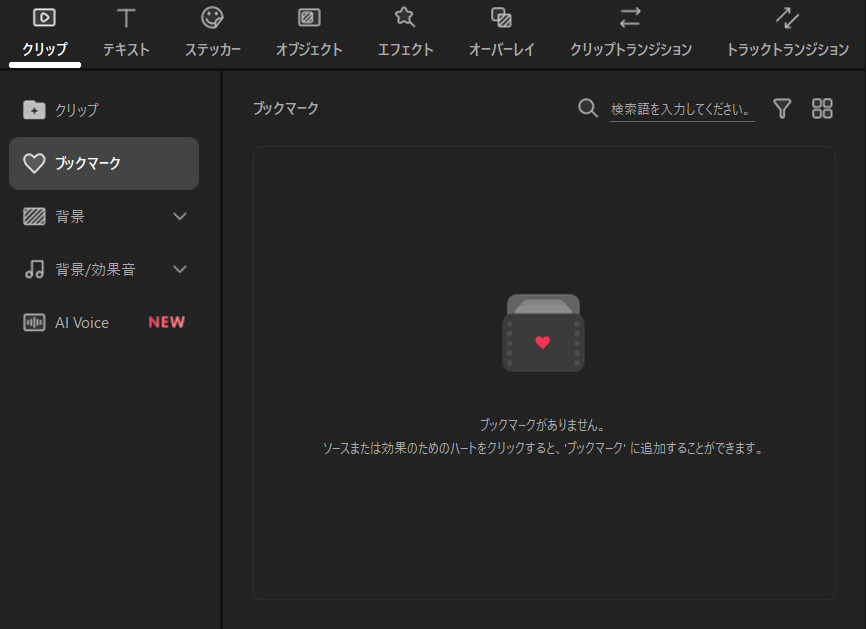 クリップ
テキスト
ステッカー
オブジェクト
エフェクト
オーバーレイ
クリップトランジション
トラックトランジション
クリップ
ブックマーク
背景
背景/効果音
AI Voice NEW
ブックマーク
検索語を入力してください。
ブックマークがありません。
ソースまたは効果のためのハートをクリックすると、'ブックマーク' に追加することができます。